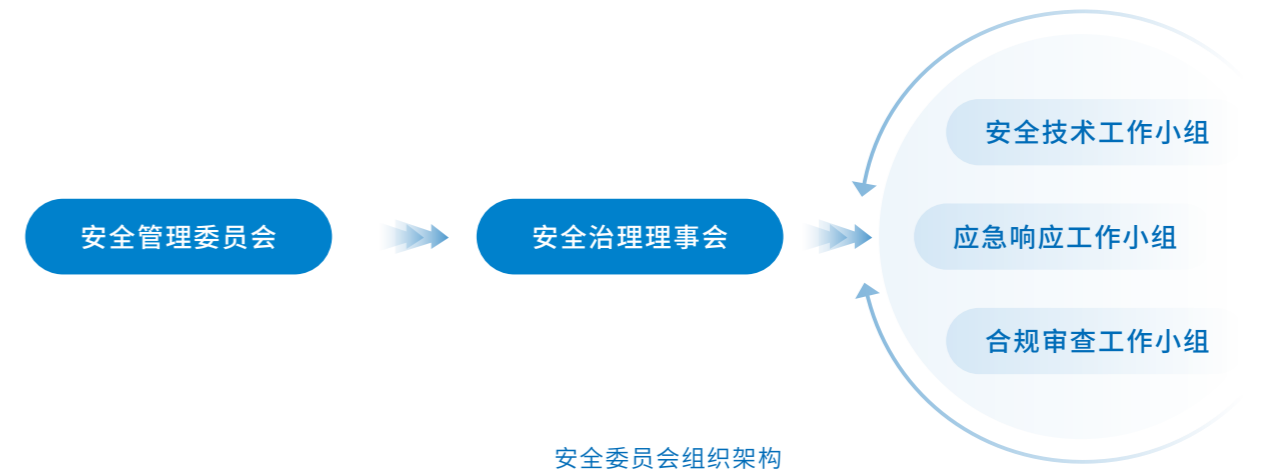 安全管理委员会
安全治理理事会
安全技术工作小组
应急响应工作小组
合规审查工作小组
安全委员会组织架构